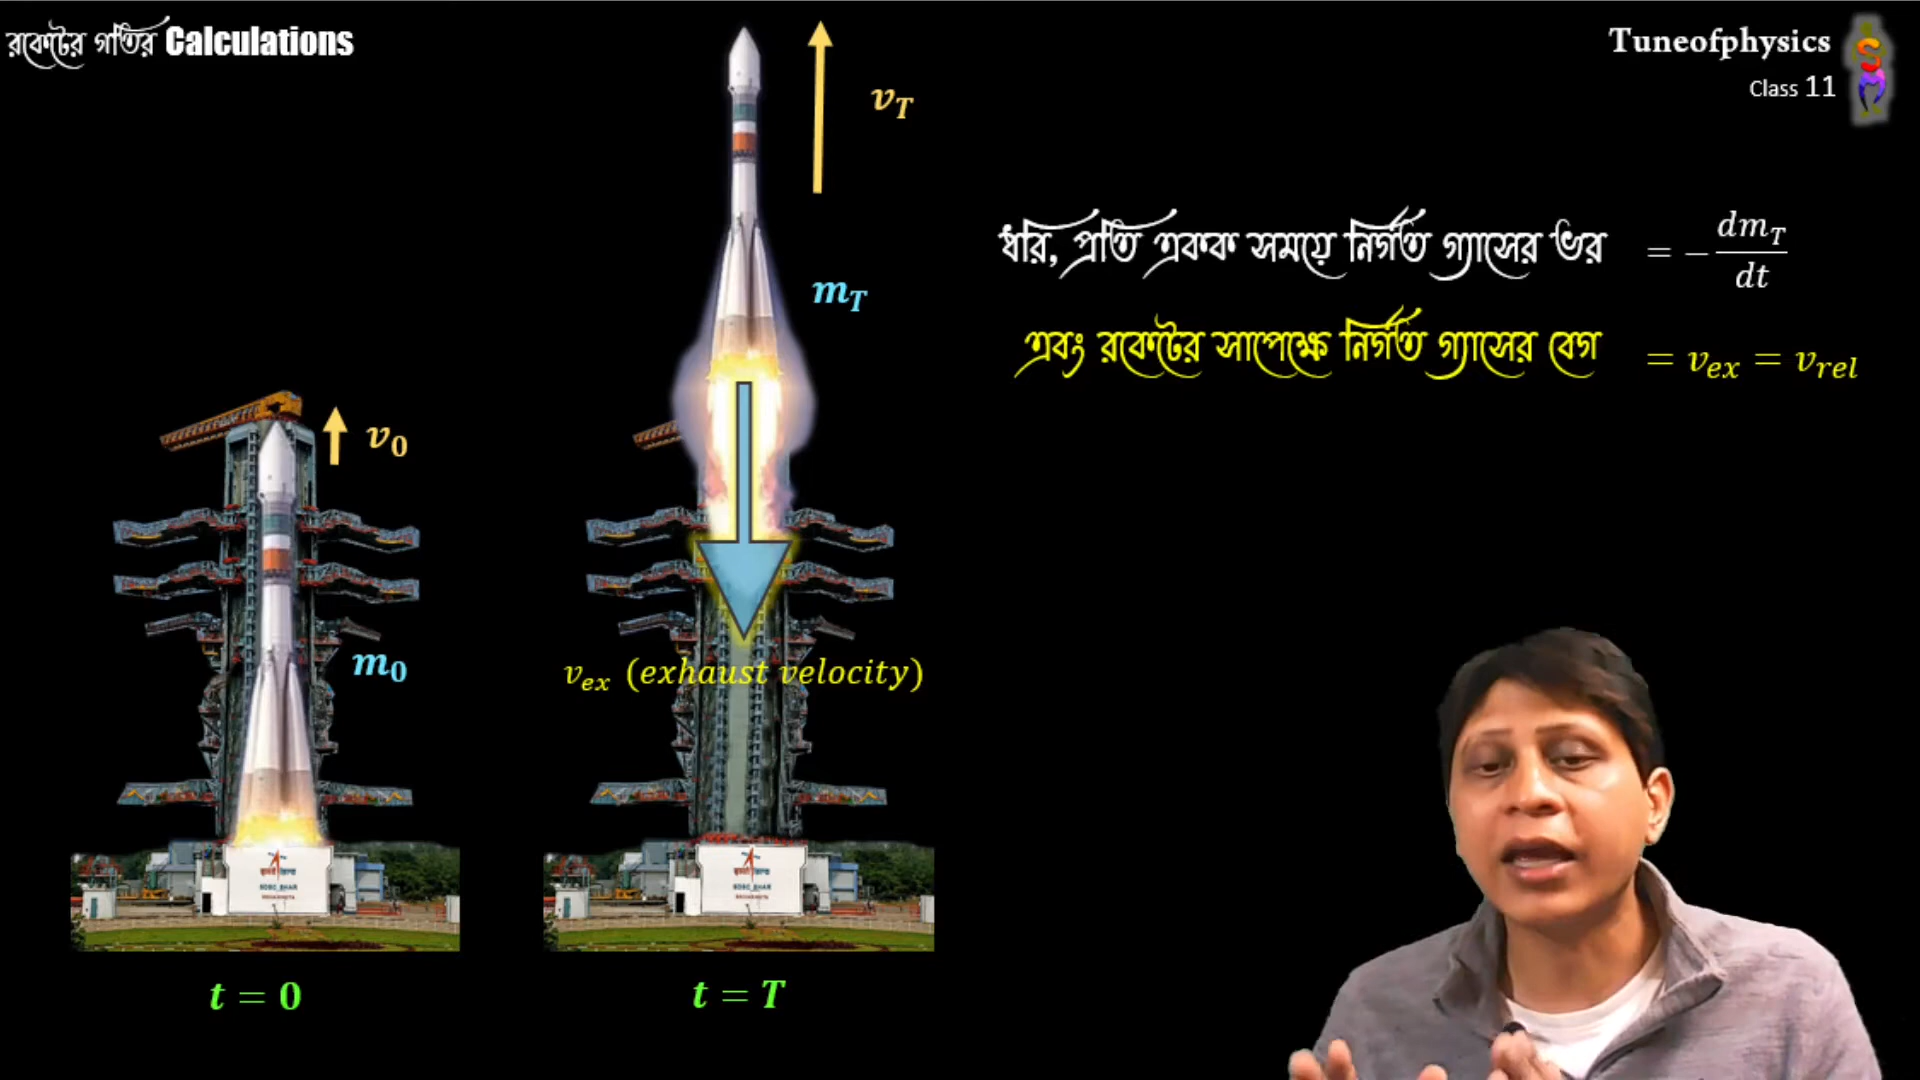 রকেটের গতির Calculations
Tuneofphysics
Class 11
v_T
ধরি, প্রতি একক সময়ে নির্গত গ্যাসের ভর = −dm_T/dt
m_T
এবং রকেটের সাপেক্ষে নির্গত গ্যাসের বেগ = v_ex = v_rel
v_0
m_0
v_ex (exhaust velocity)
t = 0
t = T